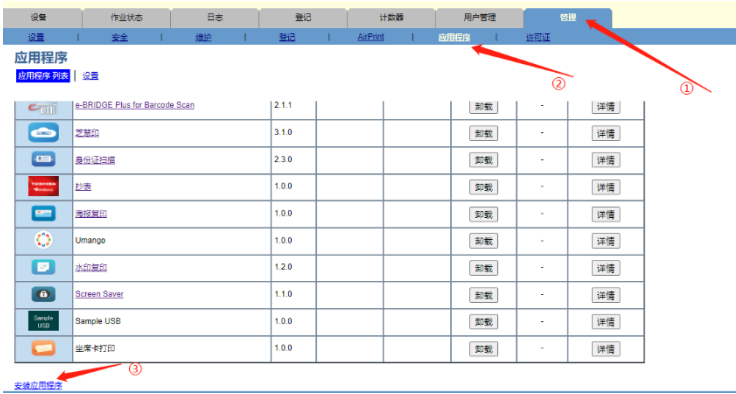 设备 作业状态 日志 登记 计数器 用户管理 管理
设置 | 安全 | 维护 | 登记 | AirPrint | 应用程序 | 许可证
应用程序
应用程序 列表 | 设置
② ①
e-BRIDGE Plus for Barcode Scan 2.1.1 卸载 - 详情
芝慧印 3.1.0 卸载 - 详情
身份证扫描 2.3.0 卸载 - 详情
抄表 1.0.0 卸载 - 详情
海报复印 1.0.0 卸载 - 详情
Umango 1.0.0 卸载 - 详情
水印复印 1.2.0 卸载 - 详情
Screen Saver 1.1.0 卸载 - 详情
Sample USB Sample USB 1.0.0 卸载 - 详情
坐席卡打印 1.0.0 卸载 - 详情
③
安装应用程序